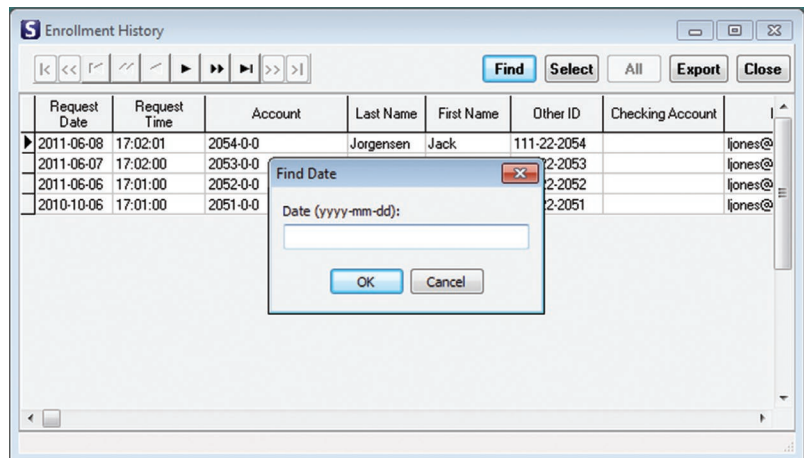 S Enrollment History
|< << >> >|
Find Select All Export Close
Request Date Request Time Account Last Name First Name Other ID Checking Account
2011-06-08 17:02:01 2054-0-0 Jorgensen Jack 111-22-2054 ljones@
2011-06-07 17:02:00 2053-0-0 22-2053 ljones@
2011-06-06 17:01:00 2052-0-0 22-2052 ljones@
2010-10-06 17:01:00 2051-0-0 22-2051 ljones@
Find Date
Date (yyyy-mm-dd):
OK Cancel